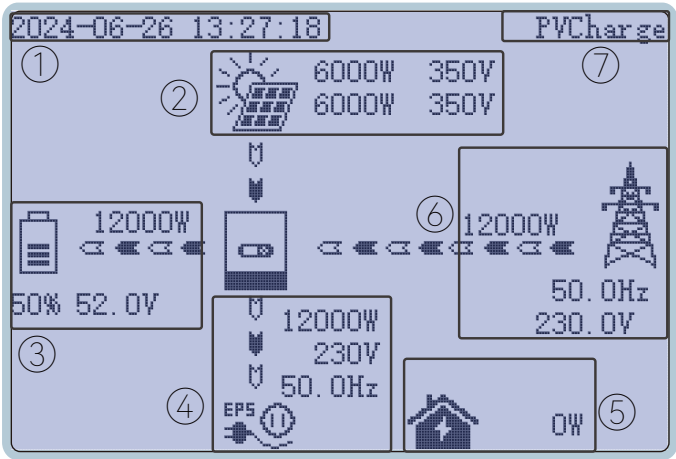 2024-06-26 13:27:18 PVCharge
① ⑦
② 6000W 350V
6000W 350V
⑥
12000W 12000W
50.0Hz
50% 52.0V 230.0V
③
12000W
230V
50.0Hz
④ EPS
0W ⑤